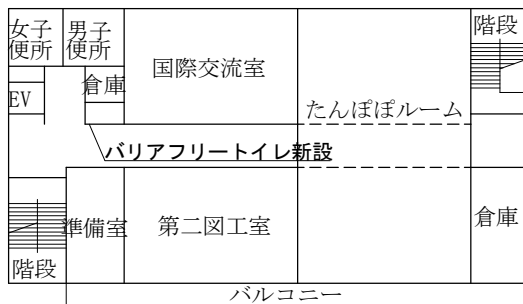 女子
便所
男子
便所
国際交流室
階段
EV
倉庫
たんぽぽルーム
バリアフリートイレ新設
準備室
第二図工室
倉庫
階段
バルコニー